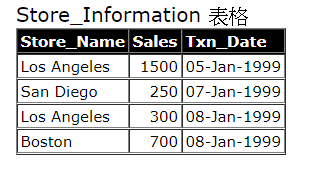 Store_Information 表格
Store_Name Sales Txn_Date
Los Angeles 1500 05-Jan-1999
San Diego 250 07-Jan-1999
Los Angeles 300 08-Jan-1999
Boston 700 08-Jan-1999